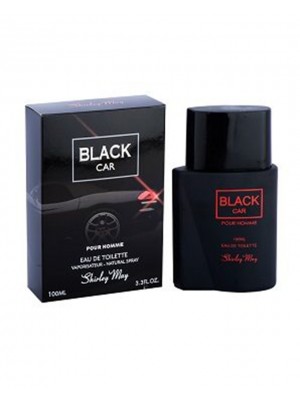 BLACK
CAR
POUR HOMME
EAU DE TOILETTE
VAPORISATEUR - NATURAL SPRAY
Shirley May
100ML
3.3FL.OZ.
BLACK
CAR
POUR HOMME
100ML
EAU DE TOILETTE
Shirley May